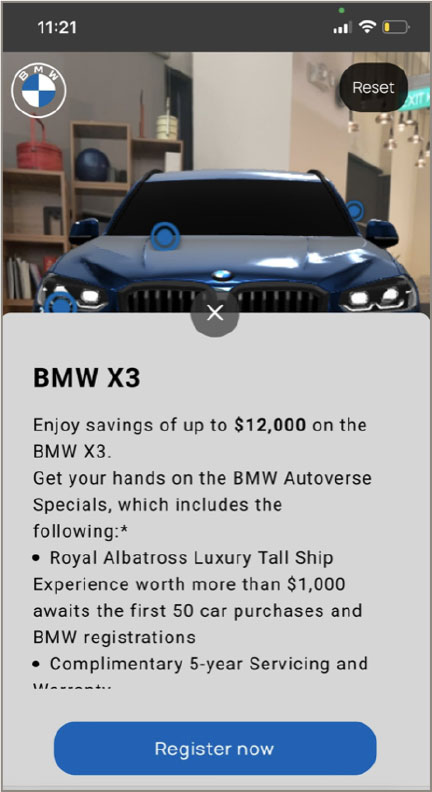 11:21
BMW
Reset
EXIT
BMW X3
Enjoy savings of up to $12,000 on the
BMW X3.
Get your hands on the BMW Autoverse
Specials, which includes the
following:*
• Royal Albatross Luxury Tall Ship
Experience worth more than $1,000
awaits the first 50 car purchases and
BMW registrations
• Complimentary 5-year Servicing and
Warranty
Register now